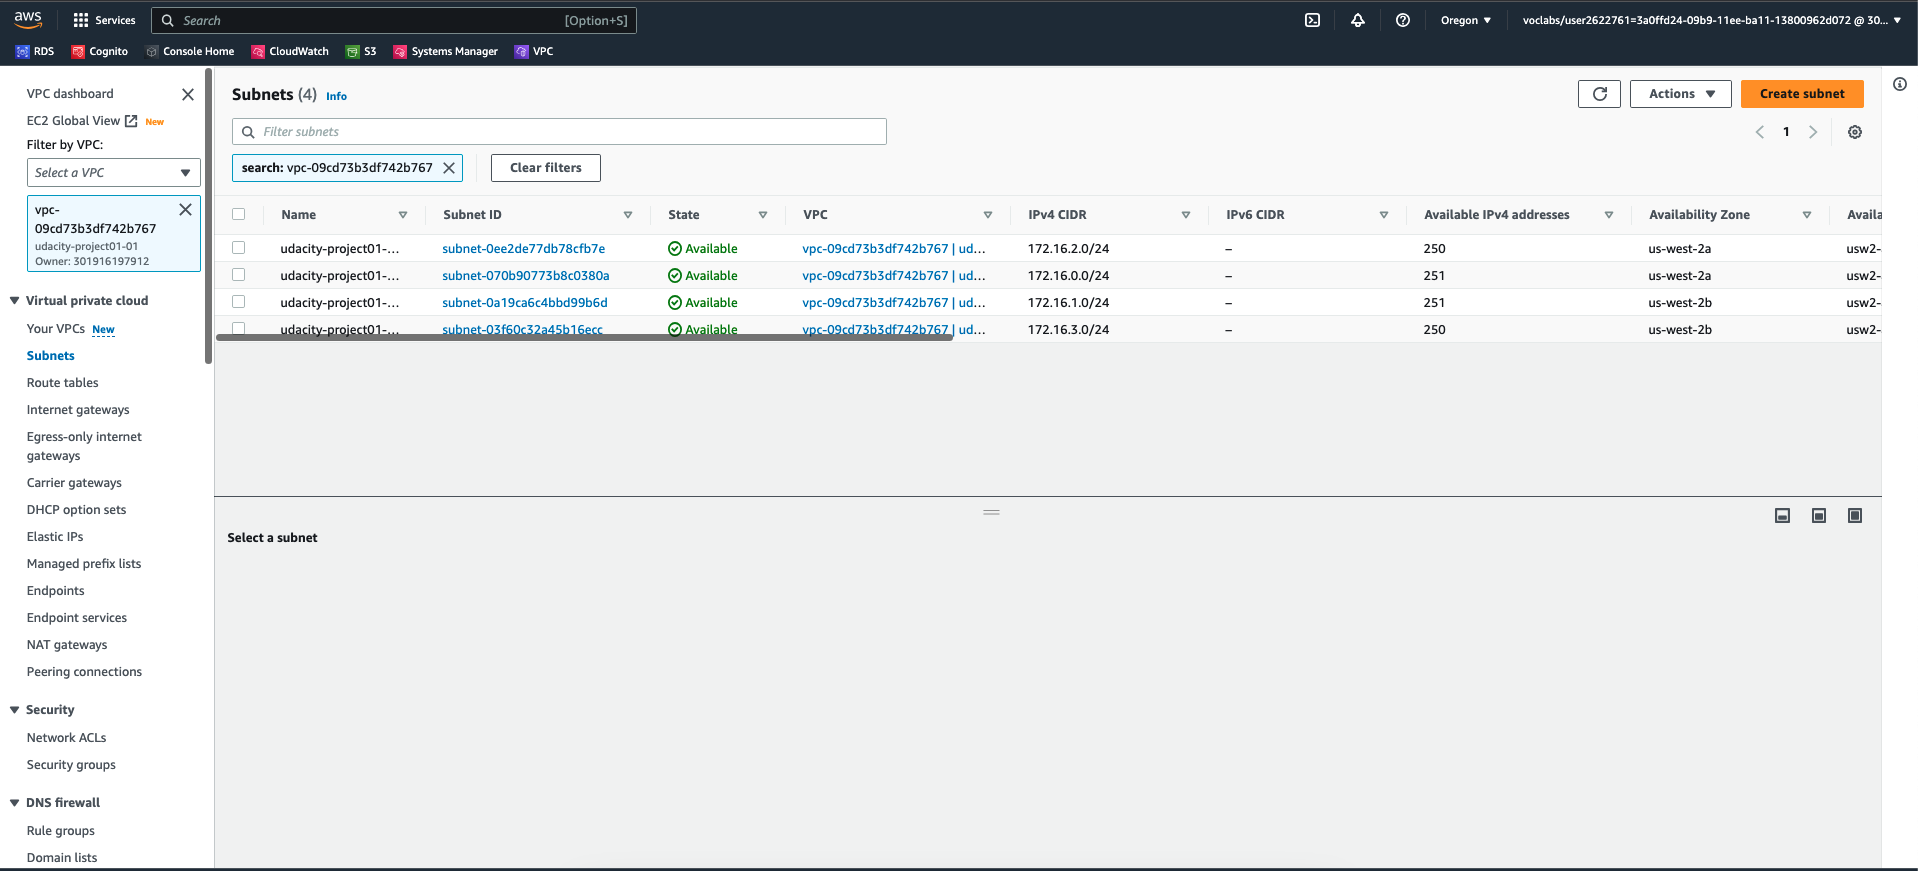 aws Services Search [Option+S] Oregon voclabs/user2622761=3a0ffd24-09b9-11ee-ba11-13800962d072 @ 30...
RDS Cognito Console Home CloudWatch S3 Systems Manager VPC
VPC dashboard
EC2 Global View New
Filter by VPC:
Select a VPC
vpc-
09cd73b3df742b767
udacity-project01-01
Owner: 301916197912
Virtual private cloud
Your VPCs New
Subnets
Route tables
Internet gateways
Egress-only internet
gateways
Carrier gateways
DHCP option sets
Elastic IPs
Managed prefix lists
Endpoints
Endpoint services
NAT gateways
Peering connections
Security
Network ACLs
Security groups
DNS firewall
Rule groups
Domain lists
Subnets (4) Info Actions Create subnet
Filter subnets 1
search: vpc-09cd73b3df742b767 Clear filters
Name Subnet ID State VPC IPv4 CIDR IPv6 CIDR Available IPv4 addresses Availability Zone Availa
udacity-project01-... subnet-0ee2de77db78cfb7e Available vpc-09cd73b3df742b767 | ud... 172.16.2.0/24 – 250 us-west-2a usw2-
udacity-project01-... subnet-070b90773b8c0380a Available vpc-09cd73b3df742b767 | ud... 172.16.0.0/24 – 251 us-west-2a usw2-
udacity-project01-... subnet-0a19ca6c4bbd99b6d Available vpc-09cd73b3df742b767 | ud... 172.16.1.0/24 – 251 us-west-2b usw2-
udacity-project01-... subnet-03f60c32a45b16ecc Available vpc-09cd73b3df742b767 | ud... 172.16.3.0/24 – 250 us-west-2b usw2-
Select a subnet